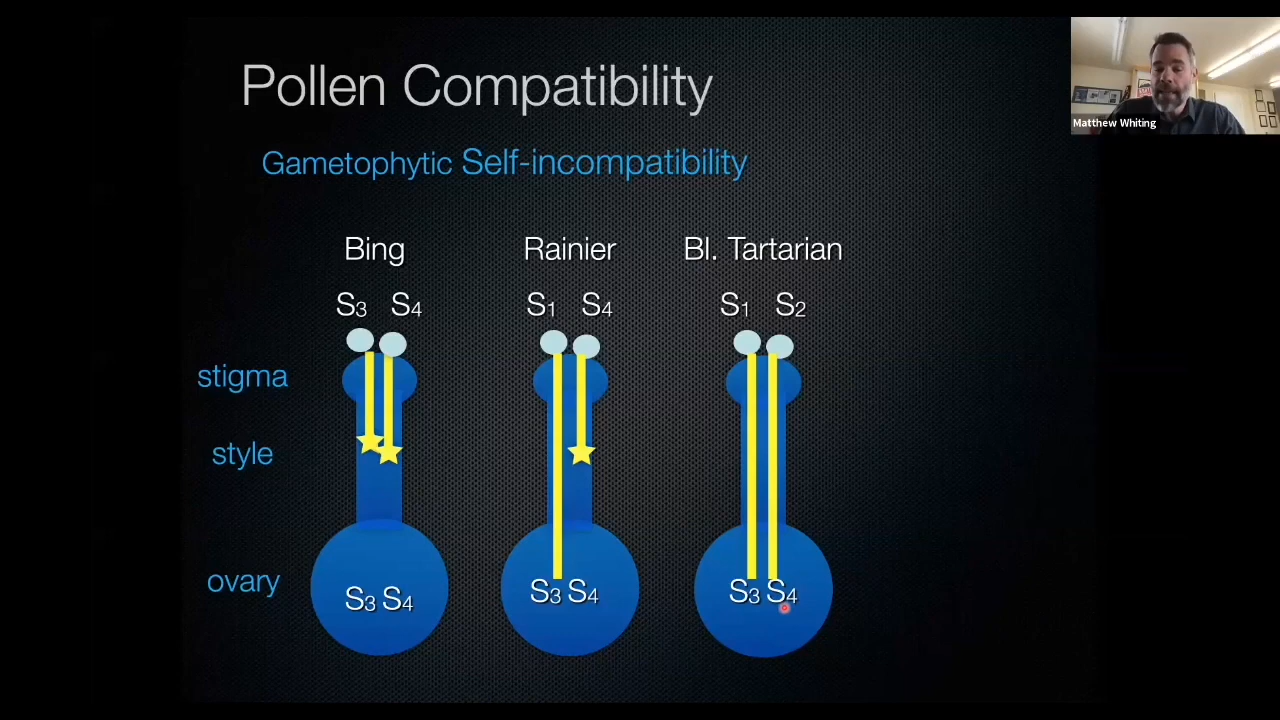 Pollen Compatibility
Matthew Whiting
Gametophytic Self-incompatibility
Bing Rainier Bl. Tartarian
S3 S4 S1 S4 S1 S2
stigma
style
ovary
S3 S4 S3 S4 S3 S4